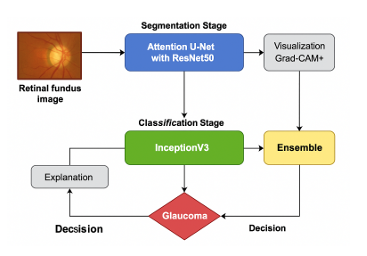 Segmentation Stage
Attention U-Net
with ResNet50
Visualization
Grad-CAM+
Retinal fundus
image
Classification Stage
InceptionV3
Ensemble
Explanation
Glaucoma
Decsision
Decision